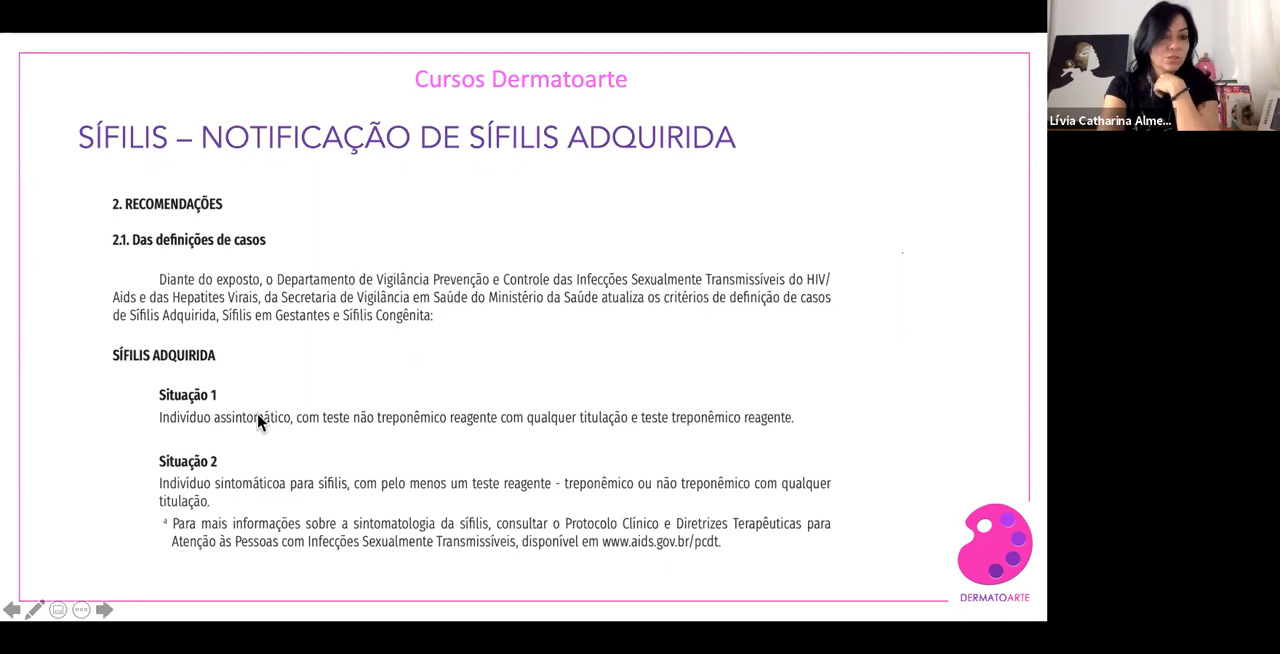 Cursos Dermatoarte
SÍFILIS – NOTIFICAÇÃO DE SÍFILIS ADQUIRIDA
2. RECOMENDAÇÕES
2.1. Das definições de casos
Diante do exposto, o Departamento de Vigilância Prevenção e Controle das Infecções Sexualmente Transmissíveis do HIV/
Aids e das Hepatites Virais, da Secretaria de Vigilância em Saúde do Ministério da Saúde atualiza os critérios de definição de casos
de Sífilis Adquirida, Sífilis em Gestantes e Sífilis Congênita:
SÍFILIS ADQUIRIDA
Situação 1
Indivíduo assintomático, com teste não treponêmico reagente com qualquer titulação e teste treponêmico reagente.
Situação 2
Indivíduo sintomáticoa para sífilis, com pelo menos um teste reagente - treponêmico ou não treponêmico com qualquer
titulação.
a Para mais informações sobre a sintomatologia da sífilis, consultar o Protocolo Clínico e Diretrizes Terapêuticas para
Atenção às Pessoas com Infecções Sexualmente Transmissíveis, disponível em www.aids.gov.br/pcdt.
DERMATOARTE
Lívia Catharina Alme...